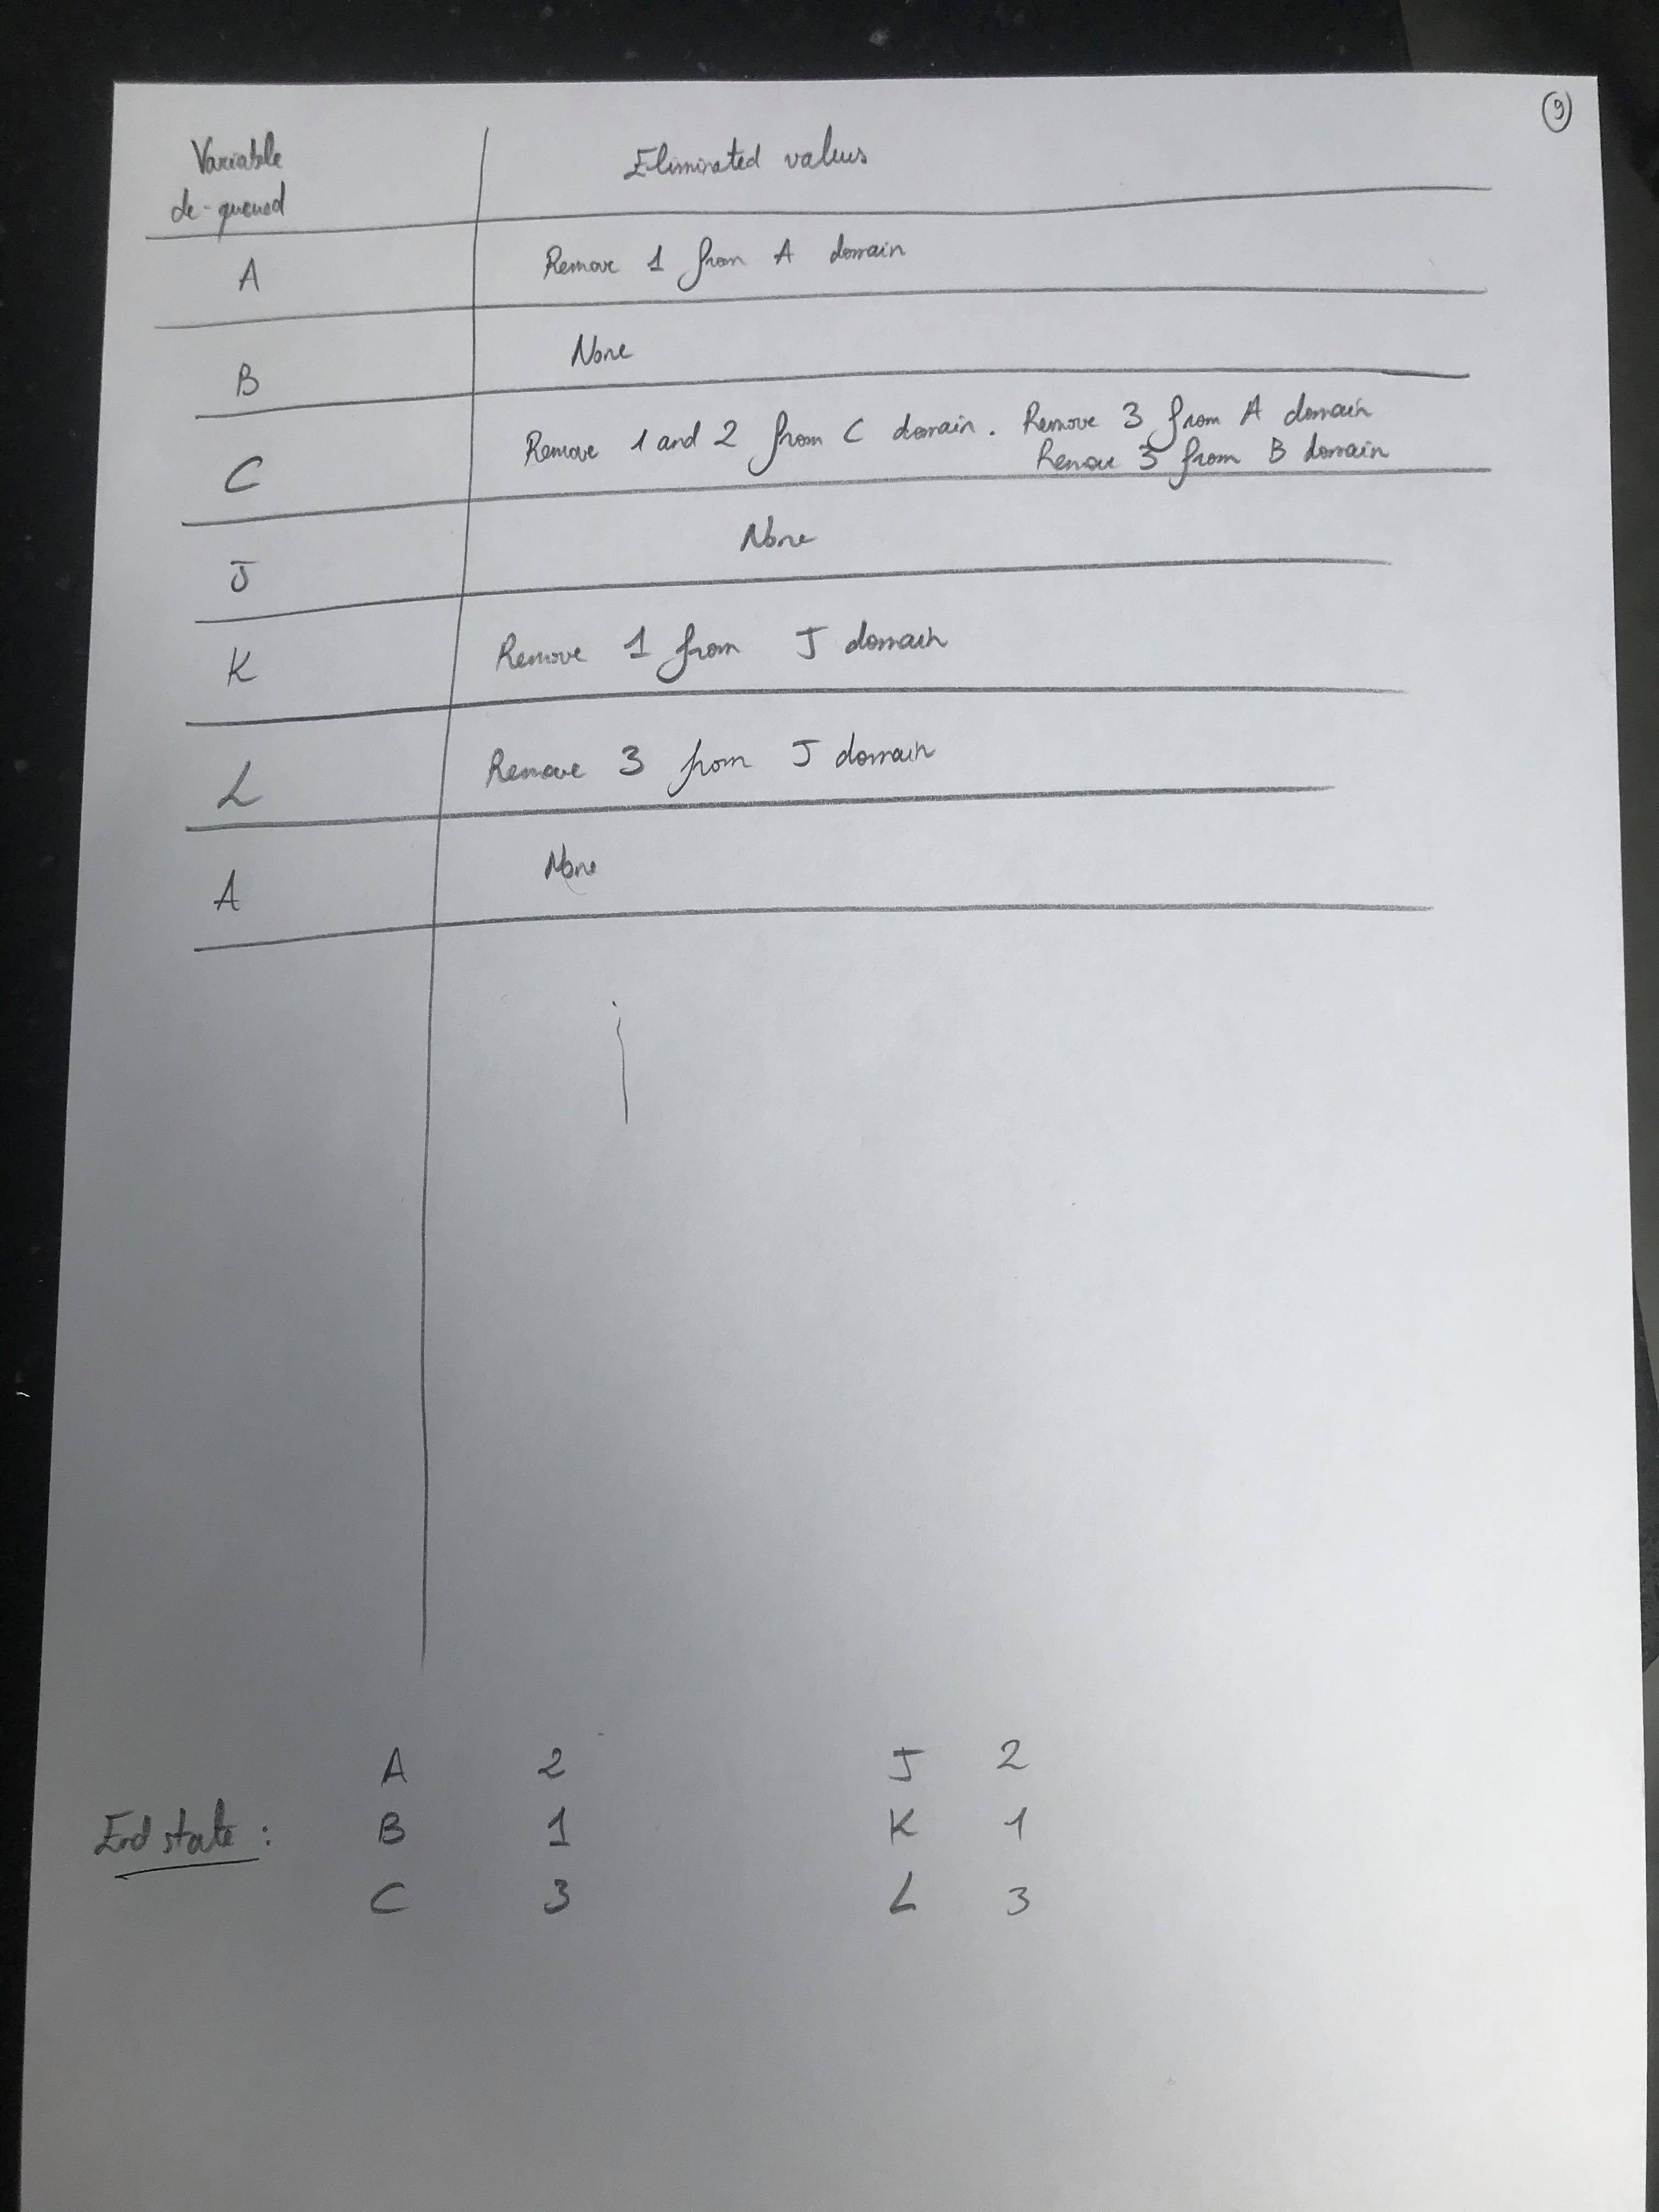 9
Variable
de-queued
Eliminated values
A
Remove 1 from A domain
B
None
C
Remove 1 and 2 from C domain. Remove 3 from A domain
Remove 3 from B domain
J
None
K
Remove 1 from J domain
L
Remove 3 from J domain
A
None
A 2 J 2
End state: B 1 K 1
C 3 L 3